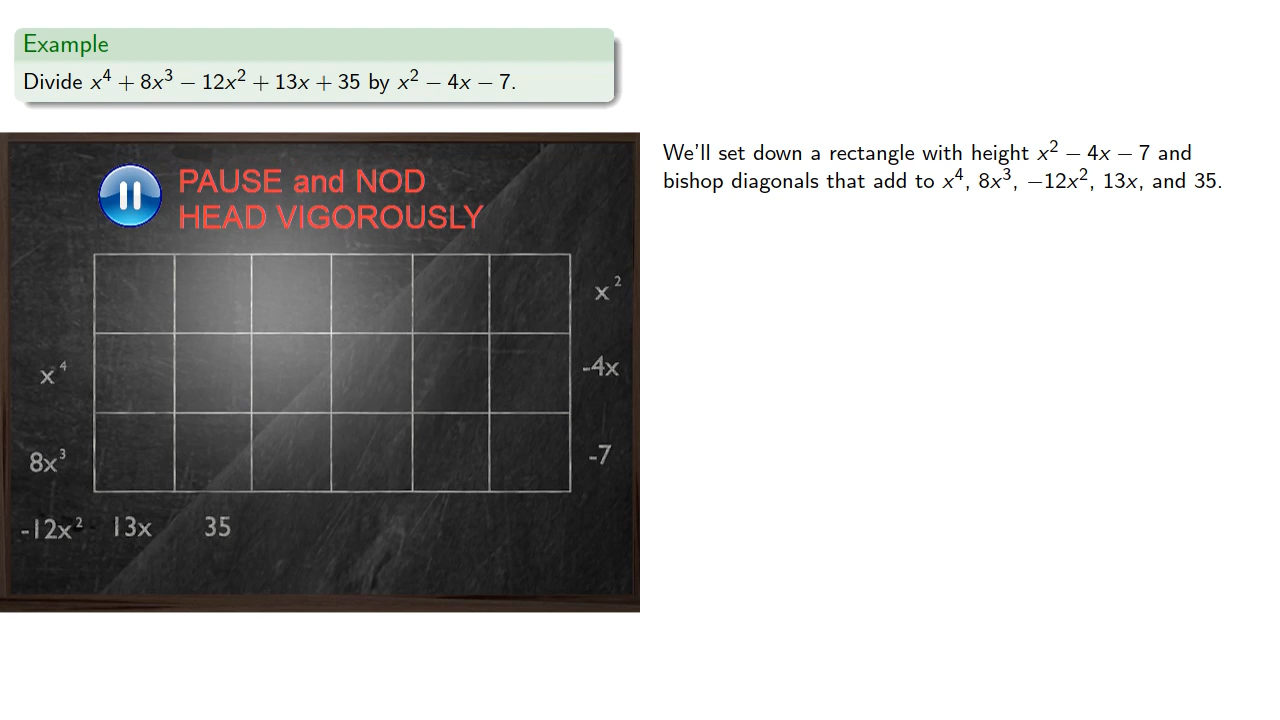 Example
Divide x⁴ + 8x³ − 12x² + 13x + 35 by x² − 4x − 7.
We'll set down a rectangle with height x² − 4x − 7 and
bishop diagonals that add to x⁴, 8x³, −12x², 13x, and 35.
PAUSE and NOD
HEAD VIGOROUSLY
x²
x⁴
-4x
8x³
-7
-12x² 13x 35